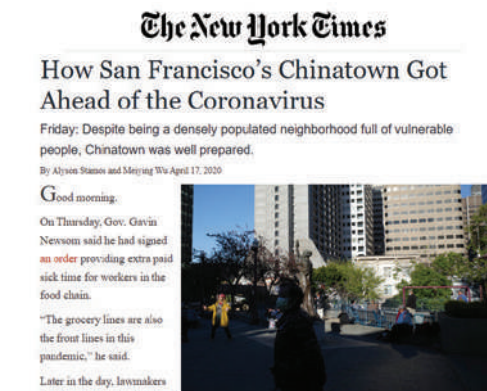 The New York Times
How San Francisco's Chinatown Got
Ahead of the Coronavirus
Friday: Despite being a densely populated neighborhood full of vulnerable
people, Chinatown was well prepared.
By Alyson Stamos and Meiying Wu April 17, 2020
Good morning.
On Thursday, Gov. Gavin
Newsom said he had signed
an order providing extra paid
sick time for workers in the
food chain.
“The grocery lines are also
the front lines in this
pandemic,” he said.
Later in the day, lawmakers